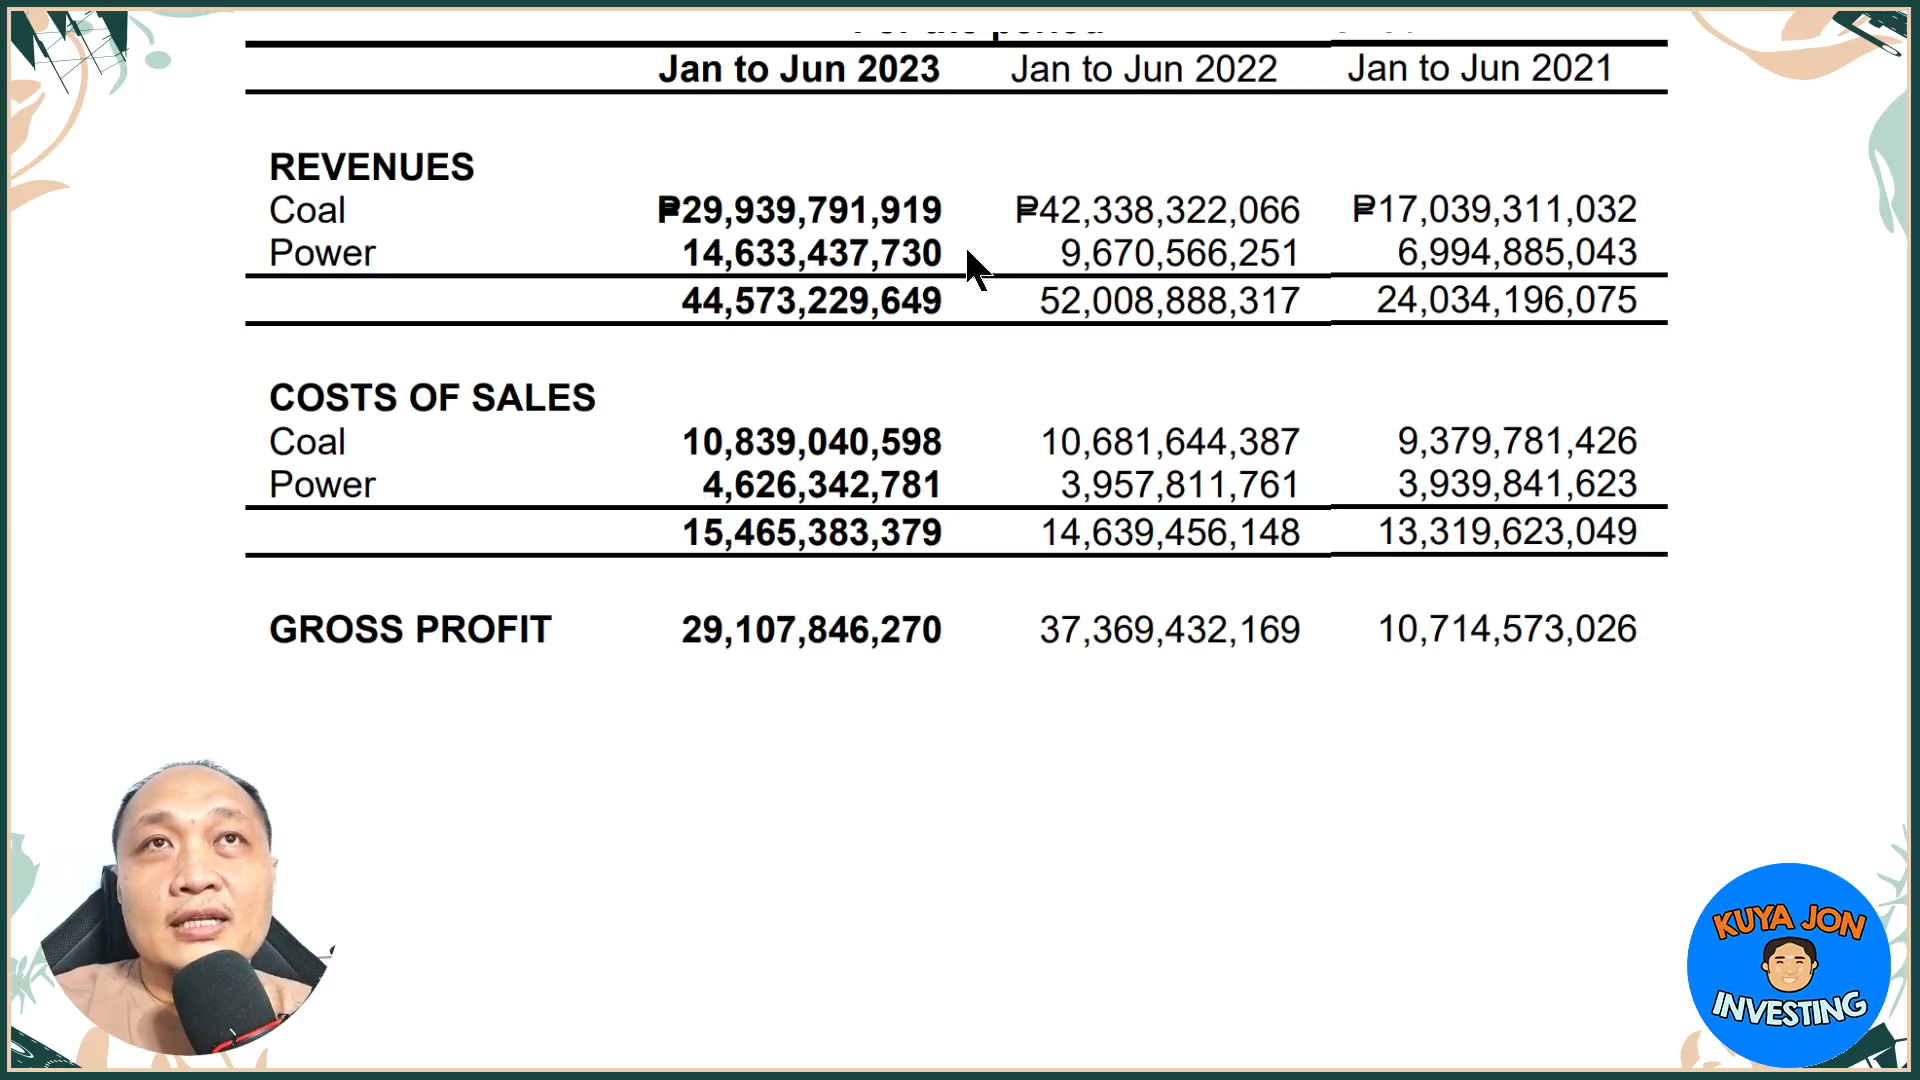 For the period
Jan to Jun 2023 Jan to Jun 2022 Jan to Jun 2021
REVENUES
Coal ₱29,939,791,919 ₱42,338,322,066 ₱17,039,311,032
Power 14,633,437,730 9,670,566,251 6,994,885,043
44,573,229,649 52,008,888,317 24,034,196,075
COSTS OF SALES
Coal 10,839,040,598 10,681,644,387 9,379,781,426
Power 4,626,342,781 3,957,811,761 3,939,841,623
15,465,383,379 14,639,456,148 13,319,623,049
GROSS PROFIT 29,107,846,270 37,369,432,169 10,714,573,026
KUYA JON
INVESTING